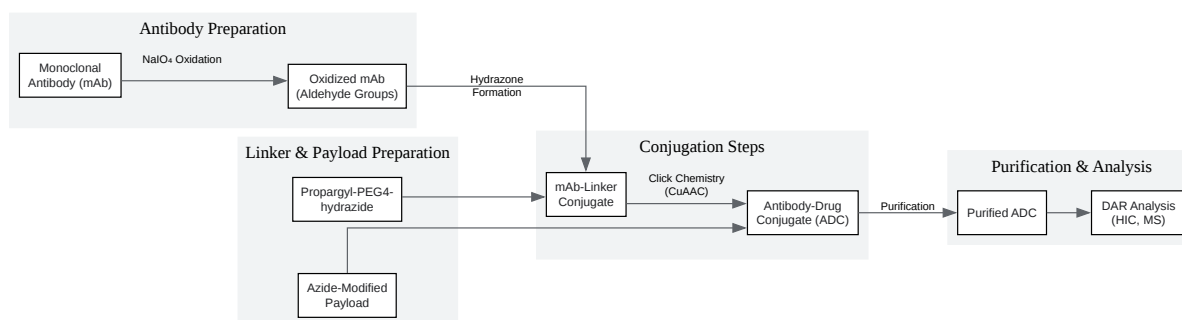 Antibody Preparation
Monoclonal
Antibody (mAb)
NaIO₄ Oxidation
Oxidized mAb
(Aldehyde Groups)
Hydrazone
Formation
Linker & Payload Preparation
Propargyl-PEG4-
hydrazide
Azide-Modified
Payload
Conjugation Steps
mAb-Linker
Conjugate
Click Chemistry
(CuAAC)
Antibody-Drug
Conjugate (ADC)
Purification
Purification & Analysis
Purified ADC
DAR Analysis
(HIC, MS)